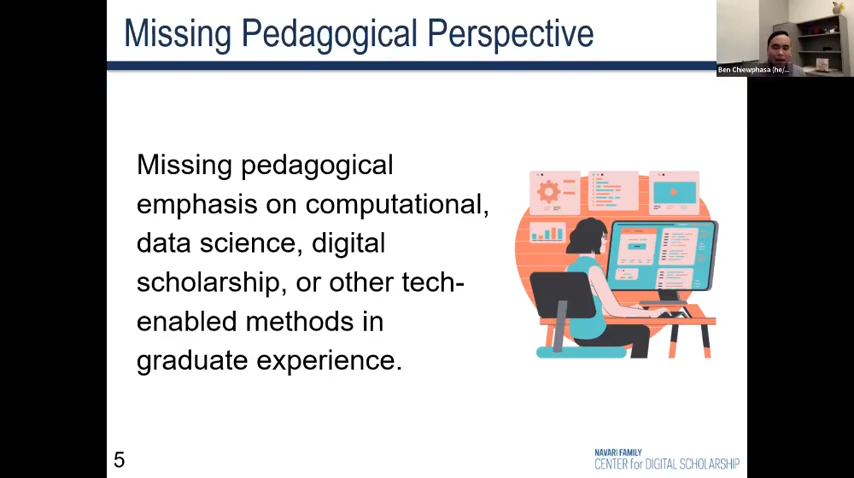 Missing Pedagogical Perspective
Ben Chiewphasa (he/...
Missing pedagogical
emphasis on computational,
data science, digital
scholarship, or other tech-
enabled methods in
graduate experience.
5
NAVARI FAMILY
CENTER for DIGITAL SCHOLARSHIP